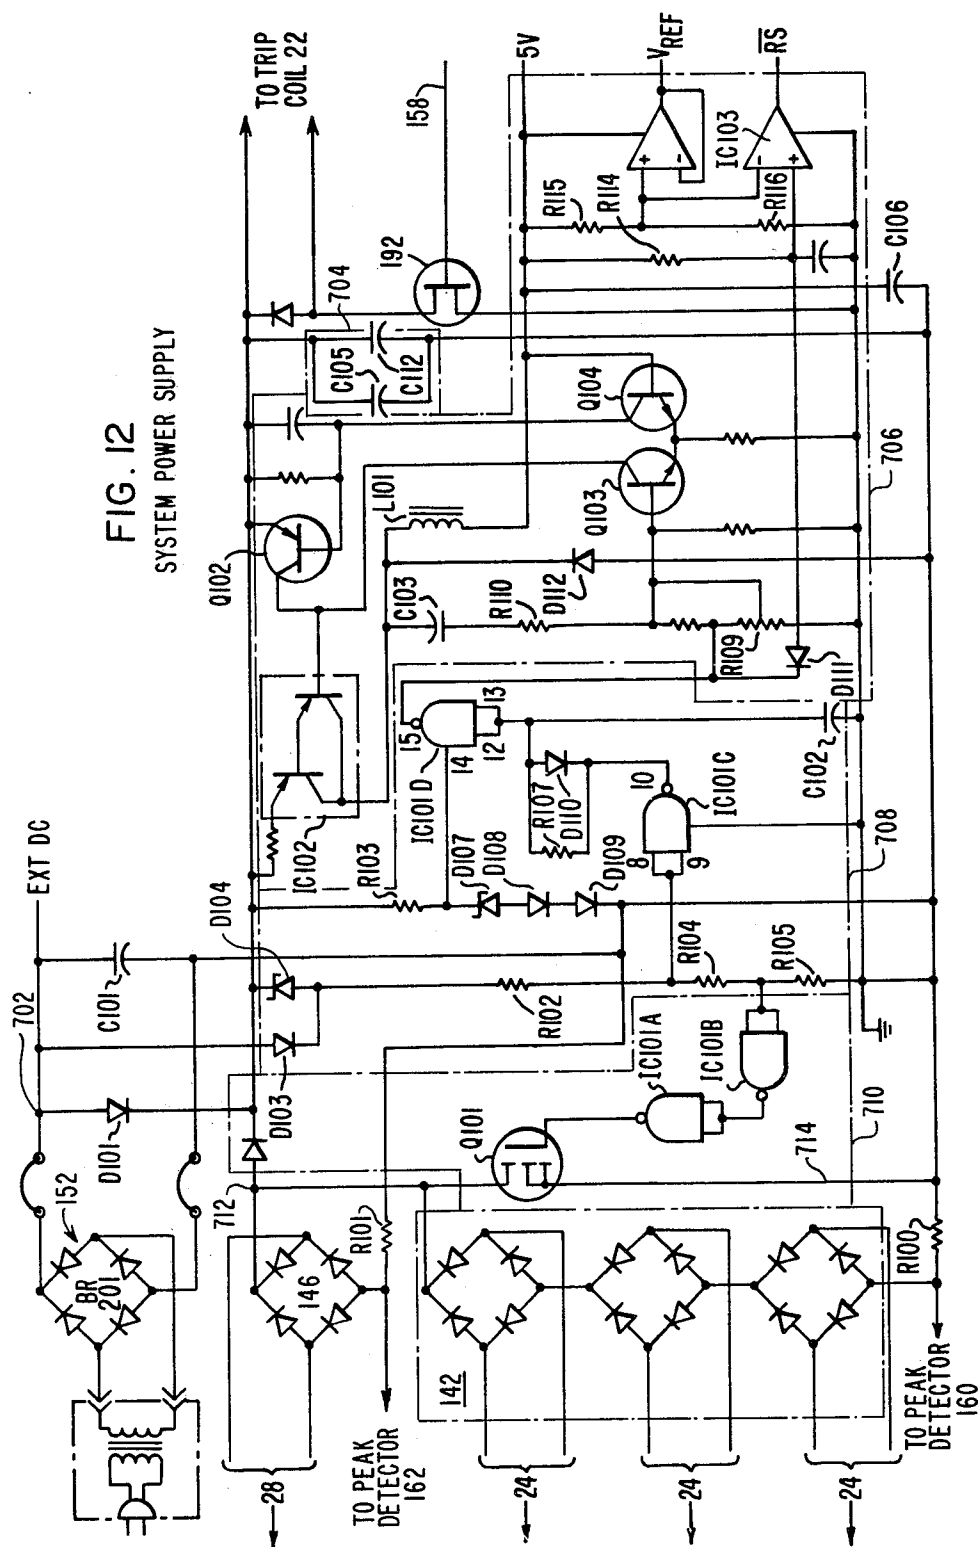 FIG. 12
SYSTEM POWER SUPPLY
702
EXT DC
152
BR
201
D101
C101
D104
Q102
TO TRIP
COIL 22
D103
712
R103
IC102
704
C105
C112
192
158
28
146
R101
Q101
R102
D107
D108
D109
IC101D
14
15
12
13
C103
R110
L101
D112
5V
TO PEAK
DETECTOR
162
142
IC101A
IC101B
R104
R105
8
9
10
R107
D110
IC101C
Q103
Q104
R109
D111
C102
R115
R114
R116
VREF
RS
IC103
C106
24
24
24
714
710
708
706
R100
TO PEAK
DETECTOR
160